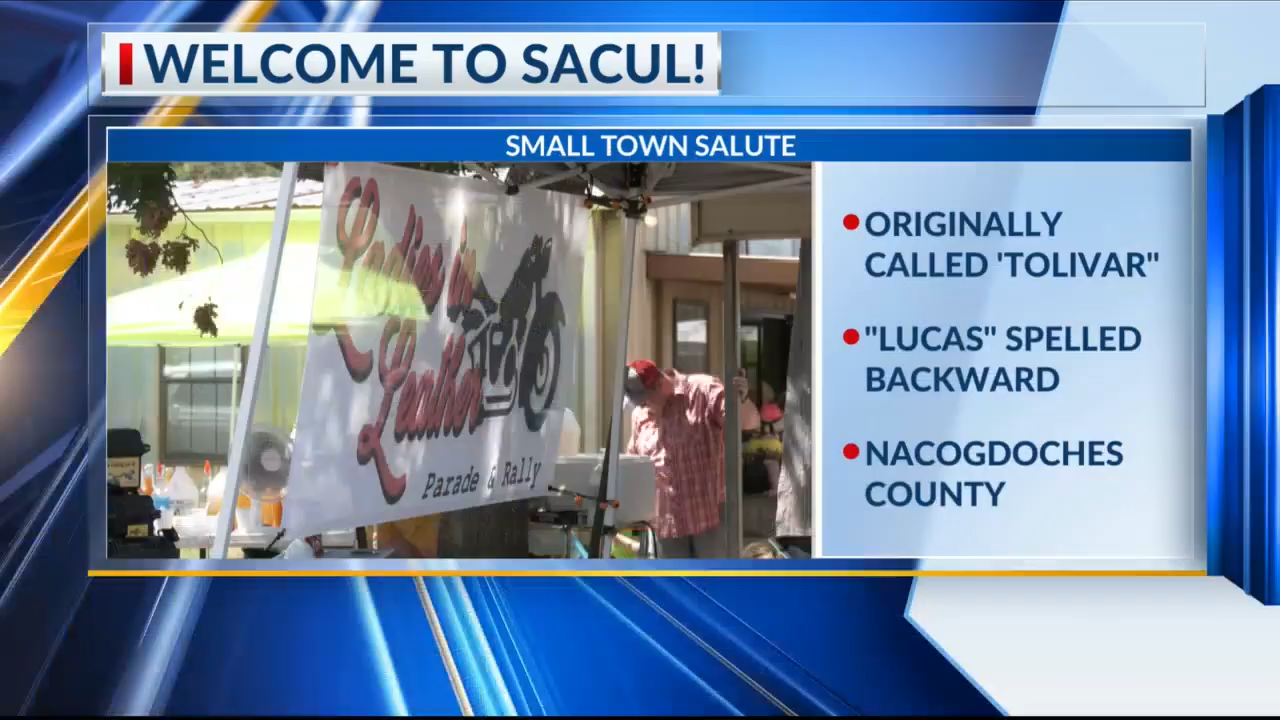 WELCOME TO SACUL!
SMALL TOWN SALUTE
Ladies in
Leather
Parade & Rally
ORIGINALLY
CALLED 'TOLIVAR"
"LUCAS" SPELLED
BACKWARD
NACOGDOCHES
COUNTY